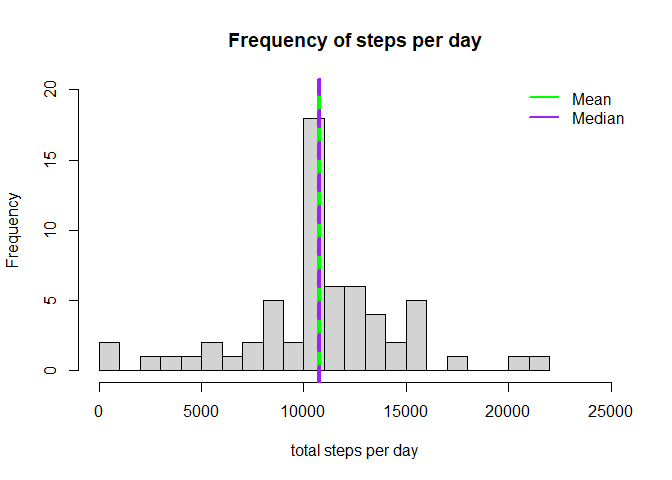 Frequency of steps per day
Mean
Median
20
15
10
5
0
Frequency
0 5000 10000 15000 20000 25000
total steps per day